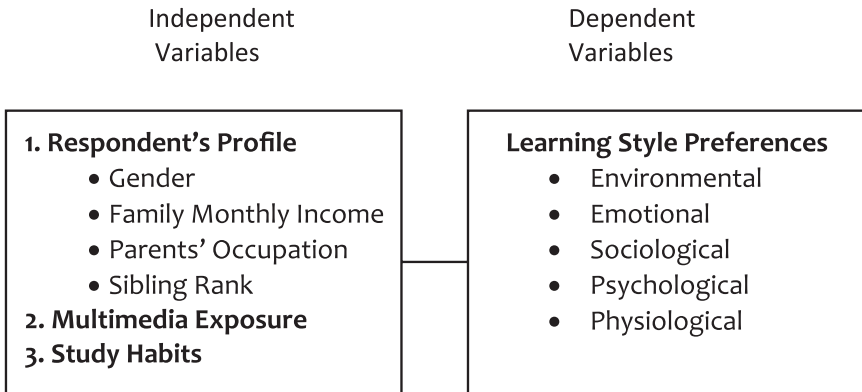 Independent
Variables
Dependent
Variables
1. Respondent’s Profile
• Gender
• Family Monthly Income
• Parents’ Occupation
• Sibling Rank
2. Multimedia Exposure
3. Study Habits
Learning Style Preferences
• Environmental
• Emotional
• Sociological
• Psychological
• Physiological